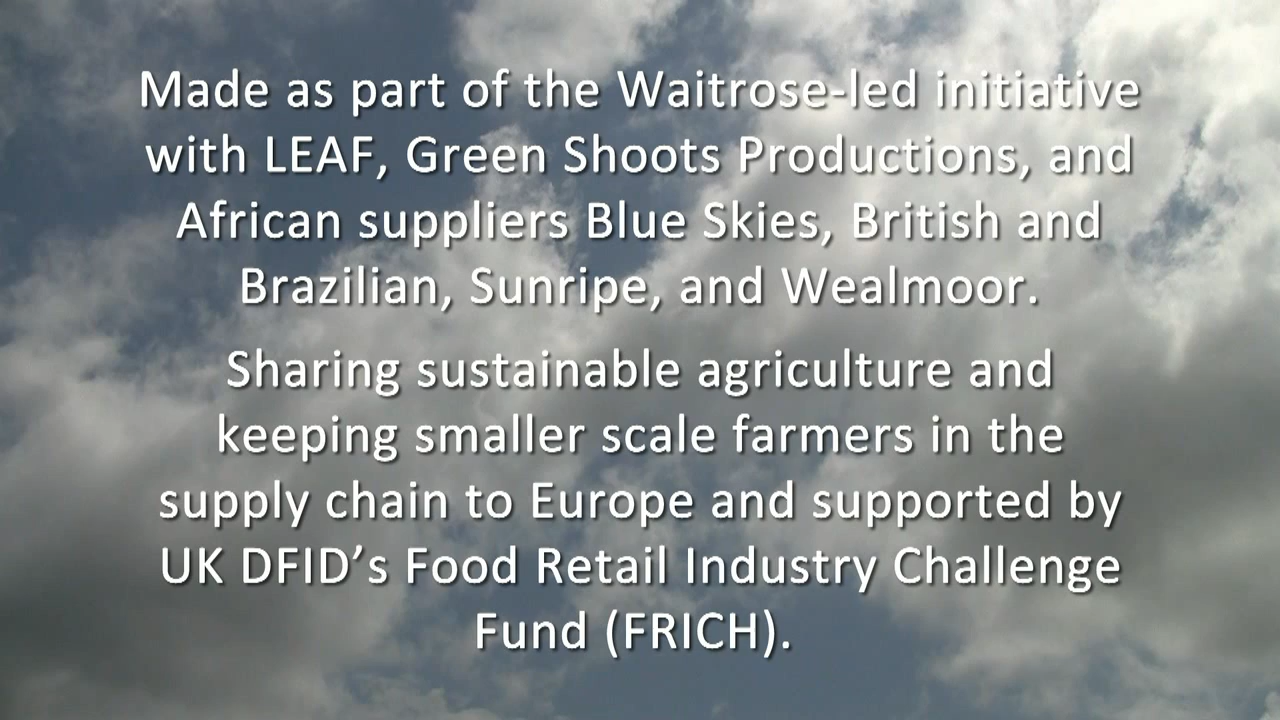 Made as part of the Waitrose-led initiative
with LEAF, Green Shoots Productions, and
African suppliers Blue Skies, British and
Brazilian, Sunripe, and Wealmoor.
Sharing sustainable agriculture and
keeping smaller scale farmers in the
supply chain to Europe and supported by
UK DFID’s Food Retail Industry Challenge
Fund (FRICH).